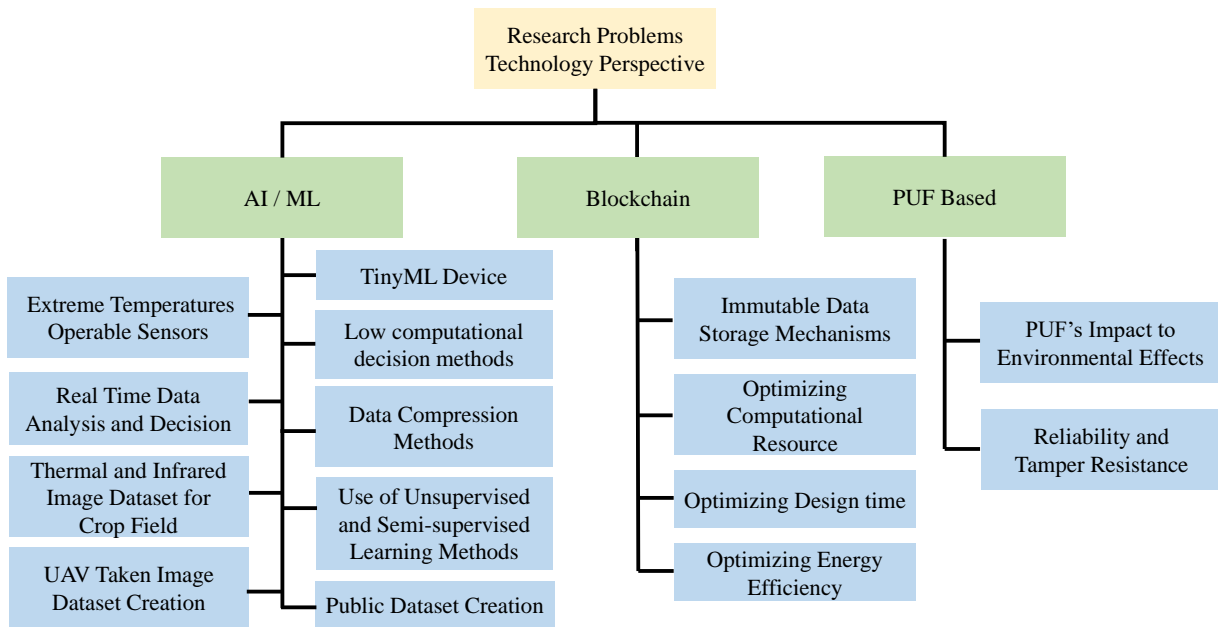 Research Problems
Technology Perspective
AI / ML
Blockchain
PUF Based
Extreme Temperatures
Operable Sensors
Real Time Data
Analysis and Decision
Thermal and Infrared
Image Dataset for
Crop Field
UAV Taken Image
Dataset Creation
TinyML Device
Low computational
decision methods
Data Compression
Methods
Use of Unsupervised
and Semi-supervised
Learning Methods
Public Dataset Creation
Immutable Data
Storage Mechanisms
Optimizing
Computational
Resource
Optimizing Design time
Optimizing Energy
Efficiency
PUF's Impact to
Environmental Effects
Reliability and
Tamper Resistance